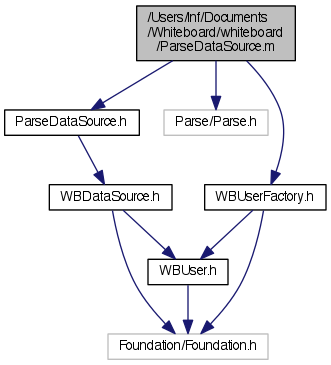 /Users/lnf/Documents
/Whiteboard/whiteboard
/ParseDataSource.m
ParseDataSource.h
Parse/Parse.h
WBDataSource.h
WBUserFactory.h
WBUser.h
Foundation/Foundation.h